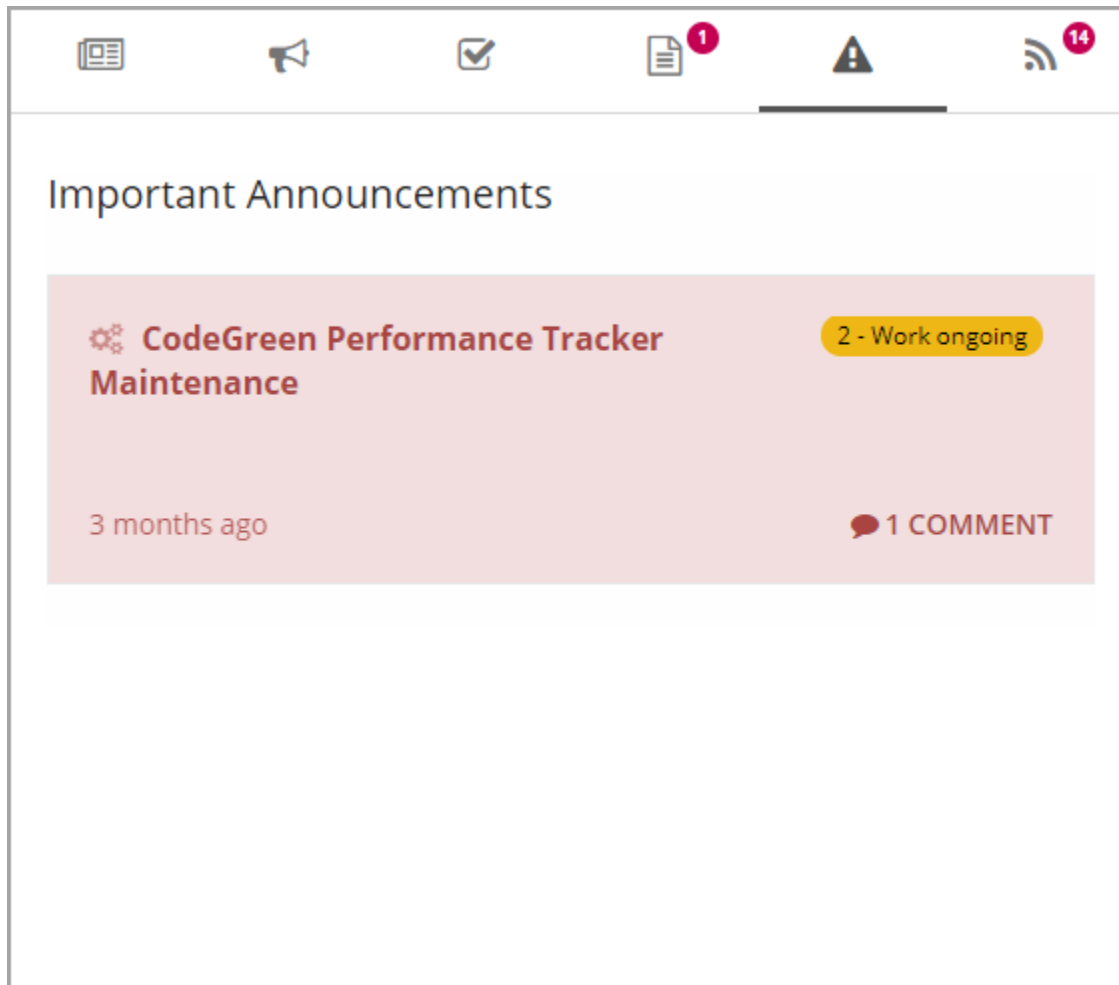 1
14
Important Announcements
CodeGreen Performance Tracker
Maintenance
2 - Work ongoing
3 months ago
1 COMMENT